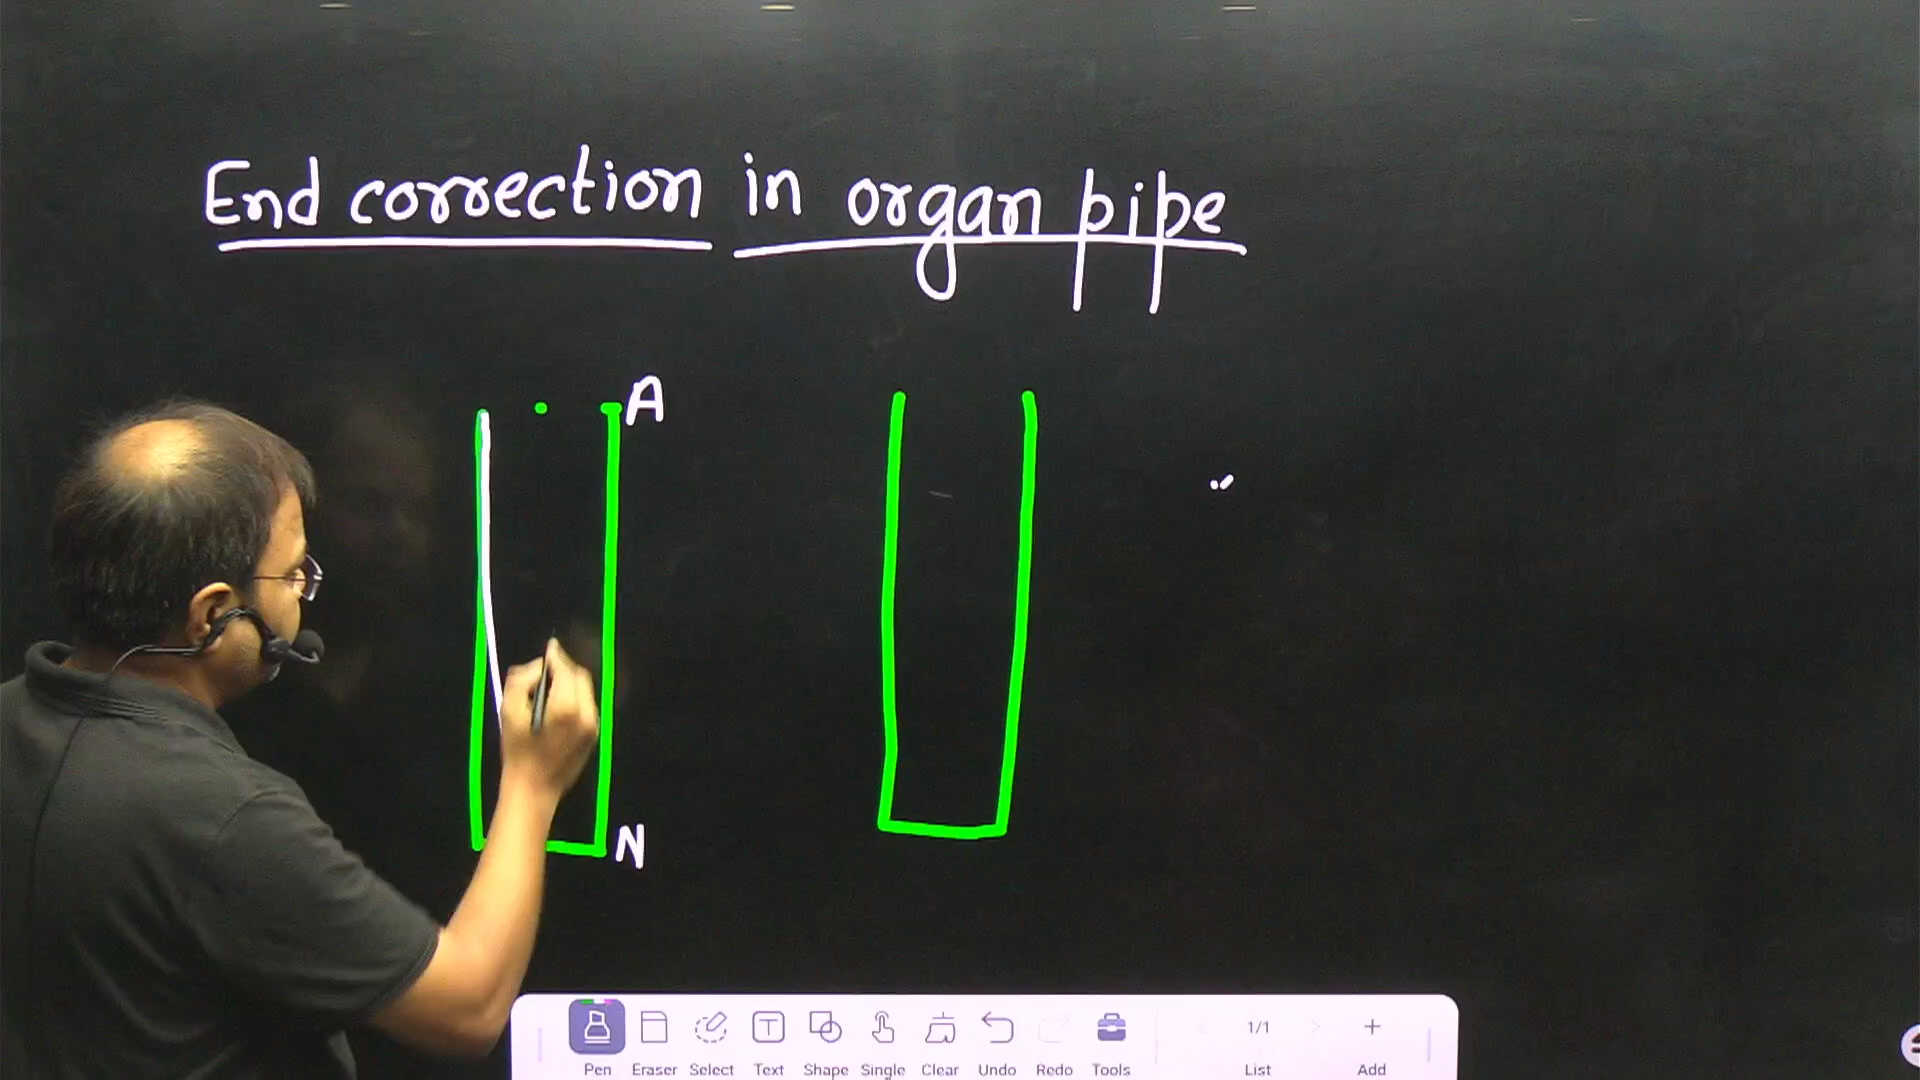 End correction in organ pipe
A
N
1/1
Pen Eraser Select Text Shape Single Clear Undo Redo Tools List Add